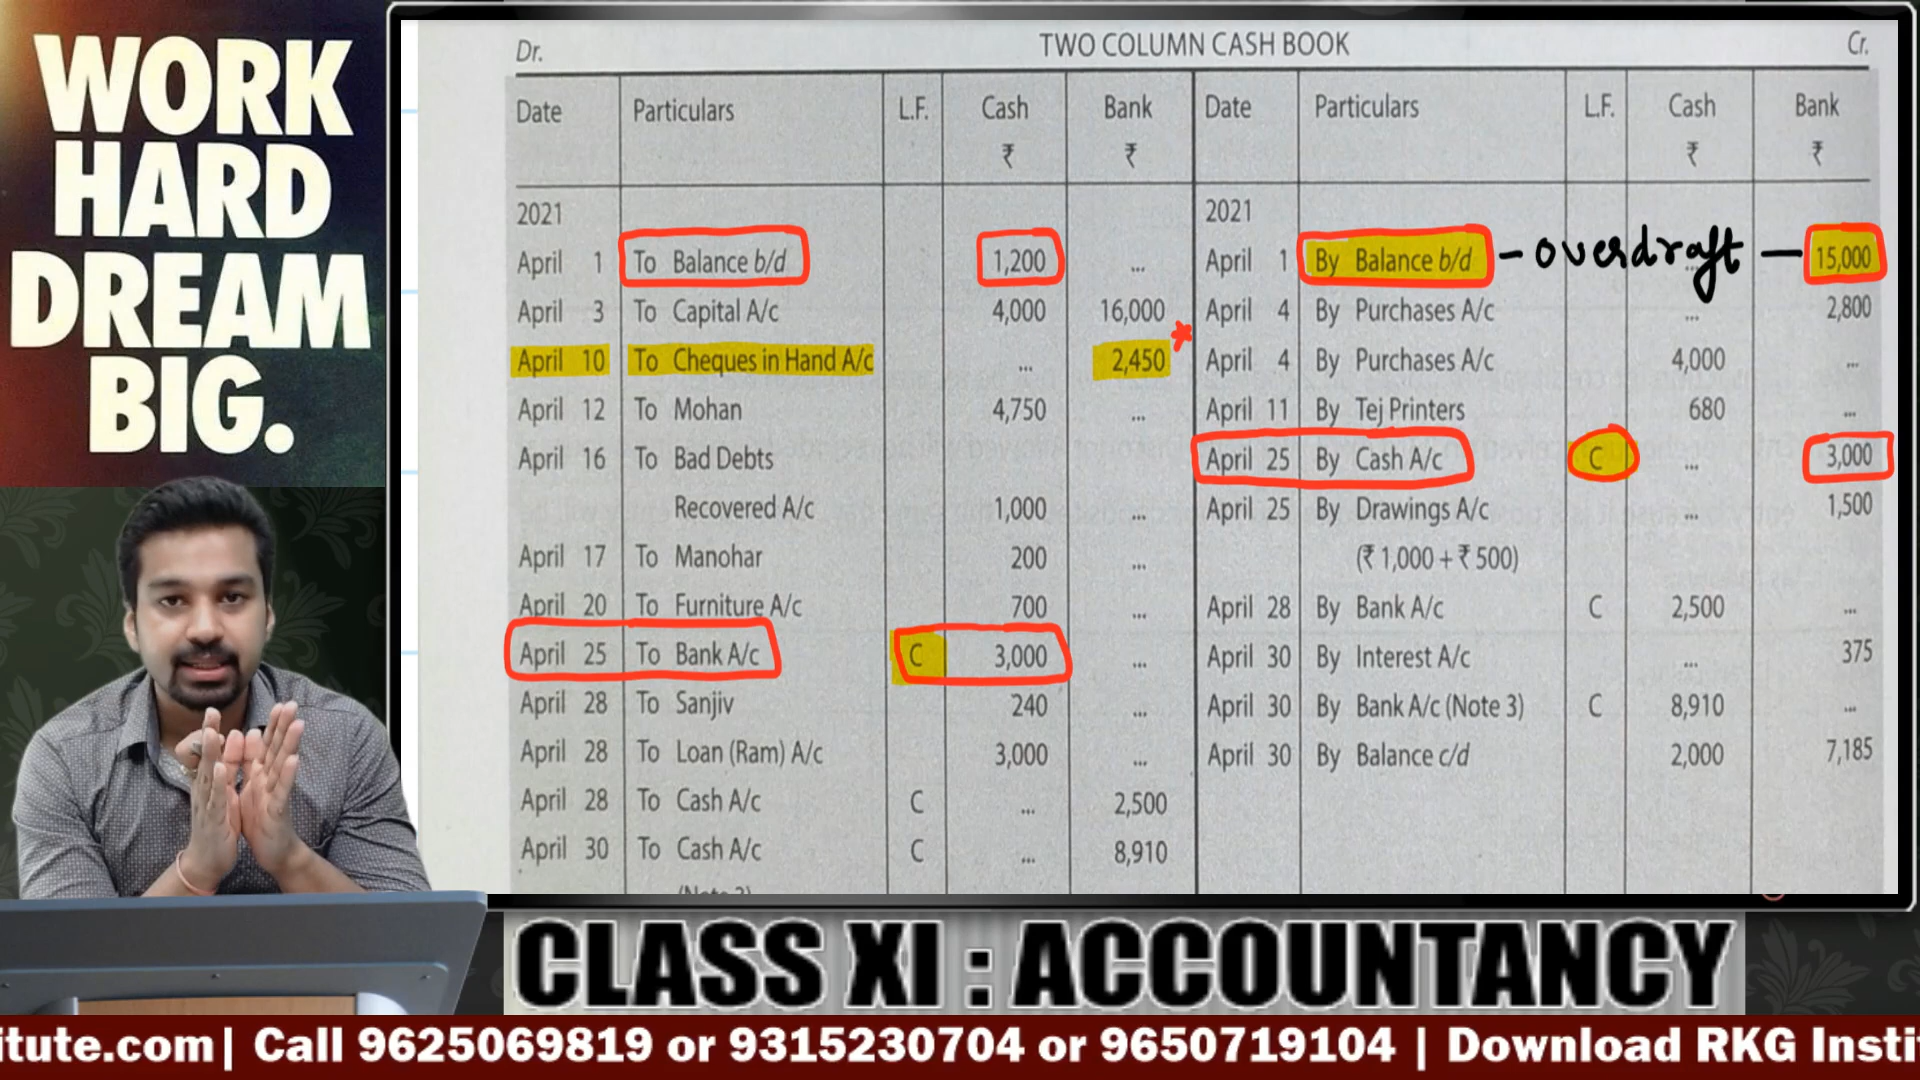 WORK
HARD
DREAM
BIG.
Dr. TWO COLUMN CASH BOOK Cr.
Date Particulars L.F. Cash Bank Date Particulars L.F. Cash Bank
₹ ₹ ₹ ₹
2021 2021
April 1 To Balance b/d 1,200 ... April 1 By Balance b/d - overdraft — 15,000
April 3 To Capital A/c 4,000 16,000 April 4 By Purchases A/c ... 2,800
April 10 To Cheques in Hand A/c ... 2,450 * April 4 By Purchases A/c 4,000 ...
April 12 To Mohan 4,750 ... April 11 By Tej Printers 680 ...
April 16 To Bad Debts April 25 By Cash A/c C ... 3,000
Recovered A/c 1,000 ... April 25 By Drawings A/c ... 1,500
April 17 To Manohar 200 ... (₹ 1,000 + ₹ 500)
April 20 To Furniture A/c 700 ... April 28 By Bank A/c C 2,500 ...
April 25 To Bank A/c C 3,000 ... April 30 By Interest A/c ... 375
April 28 To Sanjiv 240 ... April 30 By Bank A/c (Note 3) C 8,910 ...
April 28 To Loan (Ram) A/c 3,000 ... April 30 By Balance c/d 2,000 7,185
April 28 To Cash A/c C ... 2,500
April 30 To Cash A/c C ... 8,910
CLASS XI : ACCOUNTANCY
itute.com| Call 9625069819 or 9315230704 or 9650719104 | Download RKG Insti